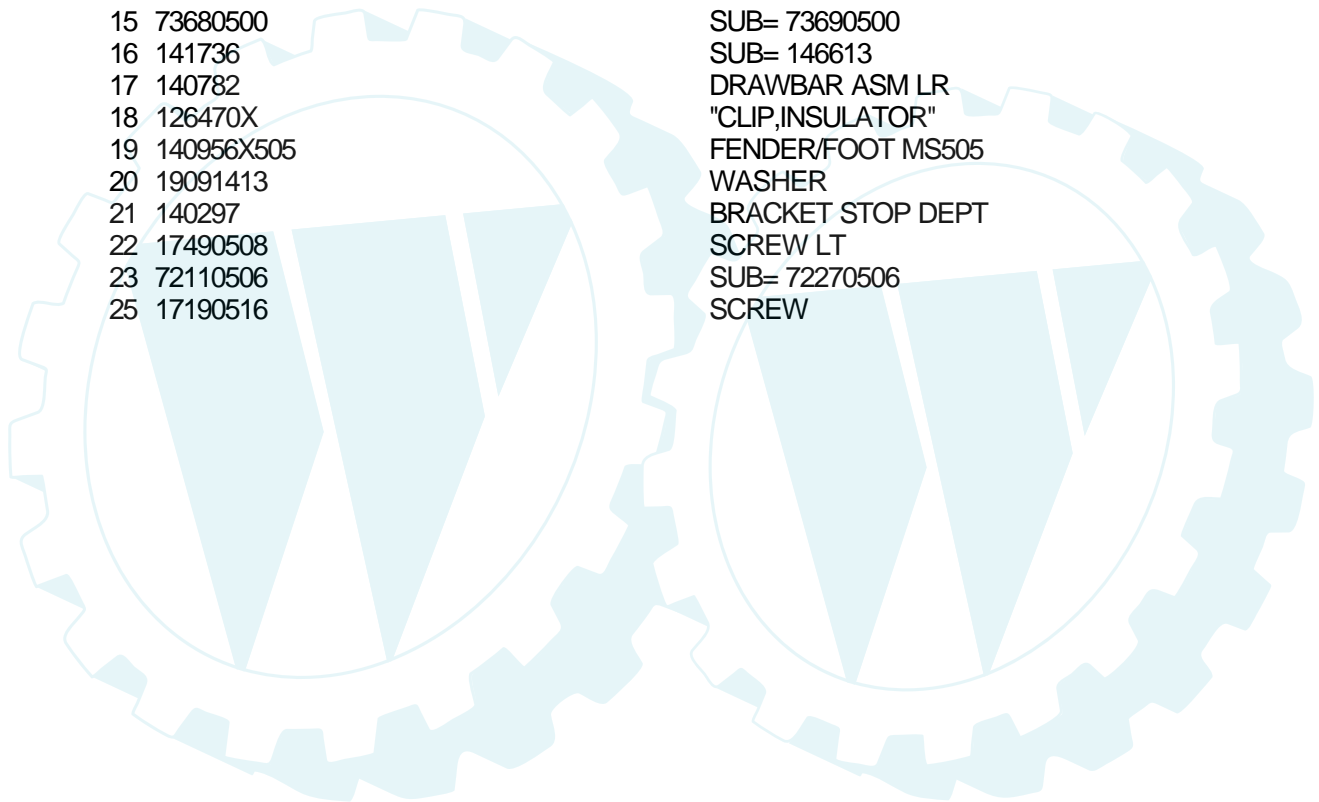 15 73680500 SUB= 73690500
16 141736 SUB= 146613
17 140782 DRAWBAR ASM LR
18 126470X "CLIP,INSULATOR"
19 140956X505 FENDER/FOOT MS505
20 19091413 WASHER
21 140297 BRACKET STOP DEPT
22 17490508 SCREW LT
23 72110506 SUB= 72270506
25 17190516 SCREW